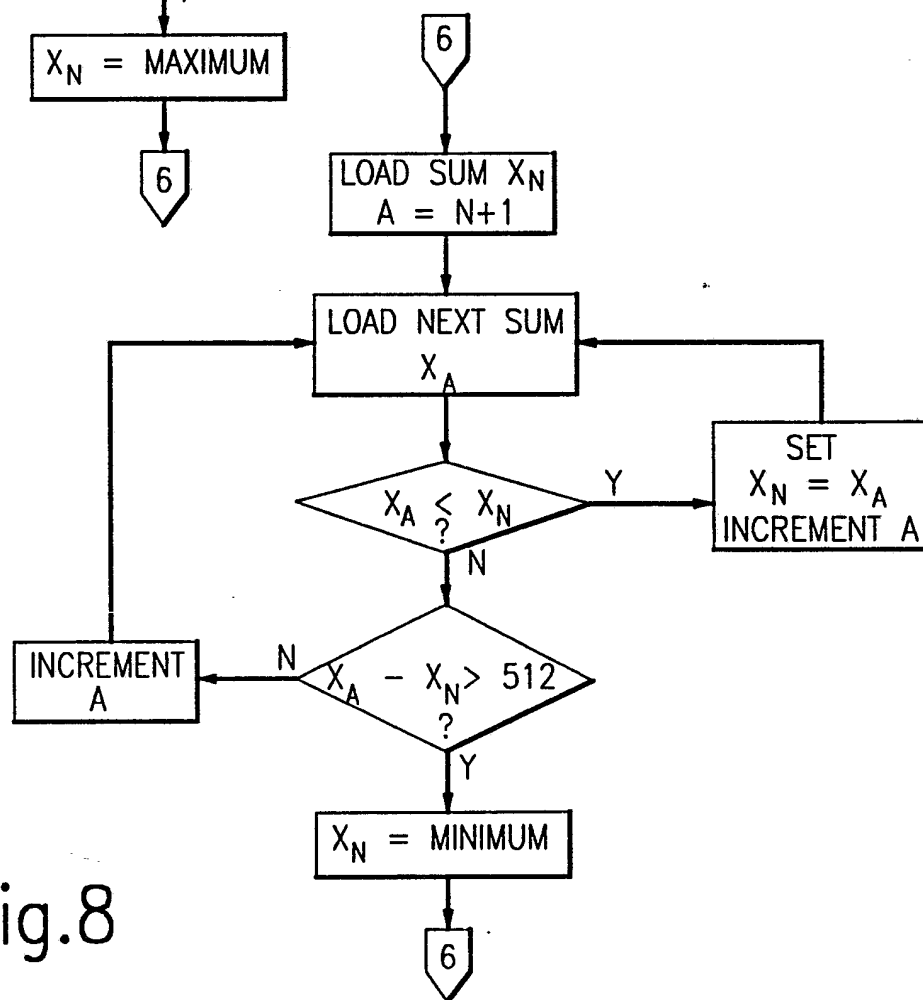 X_N = MAXIMUM
6
6
LOAD SUM X_N
A = N+1
LOAD NEXT SUM
X_A
X_A < X_N
?
Y
N
SET
X_N = X_A
INCREMENT A
X_A - X_N > 512
?
N
Y
INCREMENT
A
X_N = MINIMUM
6
ig.8